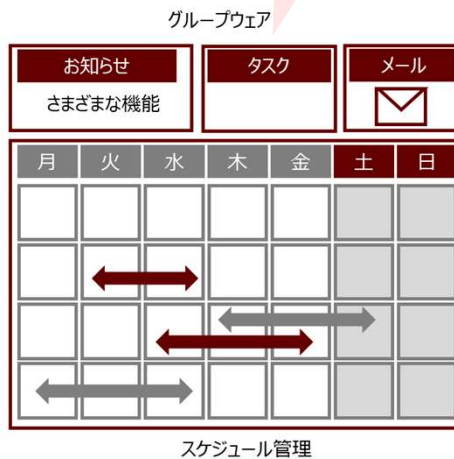 グループウェア
お知らせ
タスク
メール
さまざまな機能
月 火 水 木 金 土 日
スケジュール管理